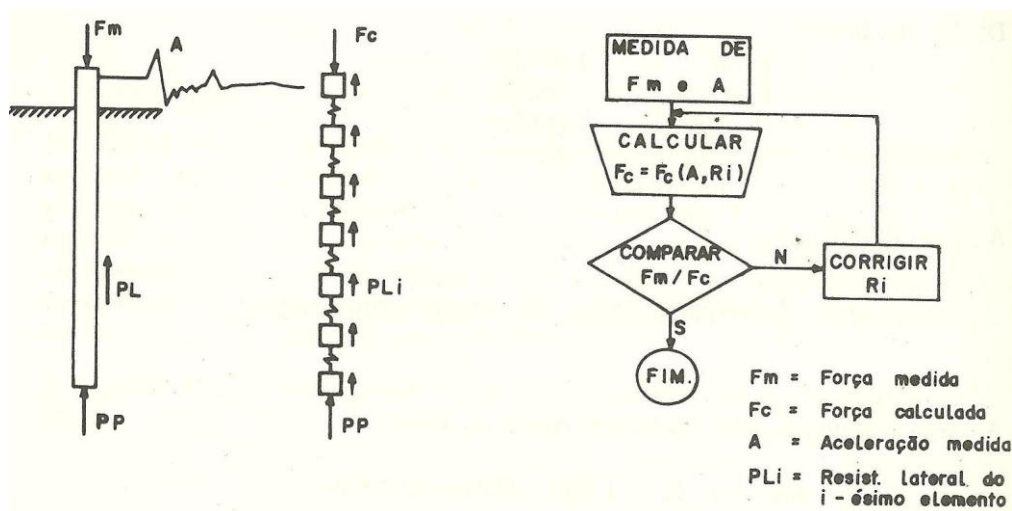 Fm
A
PL
PP
Fc
PLi
PP
MEDIDA DE
Fm e A
CALCULAR
Fc = Fc (A, Ri)
COMPARAR
Fm / Fc
N
CORRIGIR
Ri
S
FIM.
Fm = Força medida
Fc = Força calculada
A = Aceleração medida
PLi = Resist. lateral do
i - ésimo elemento